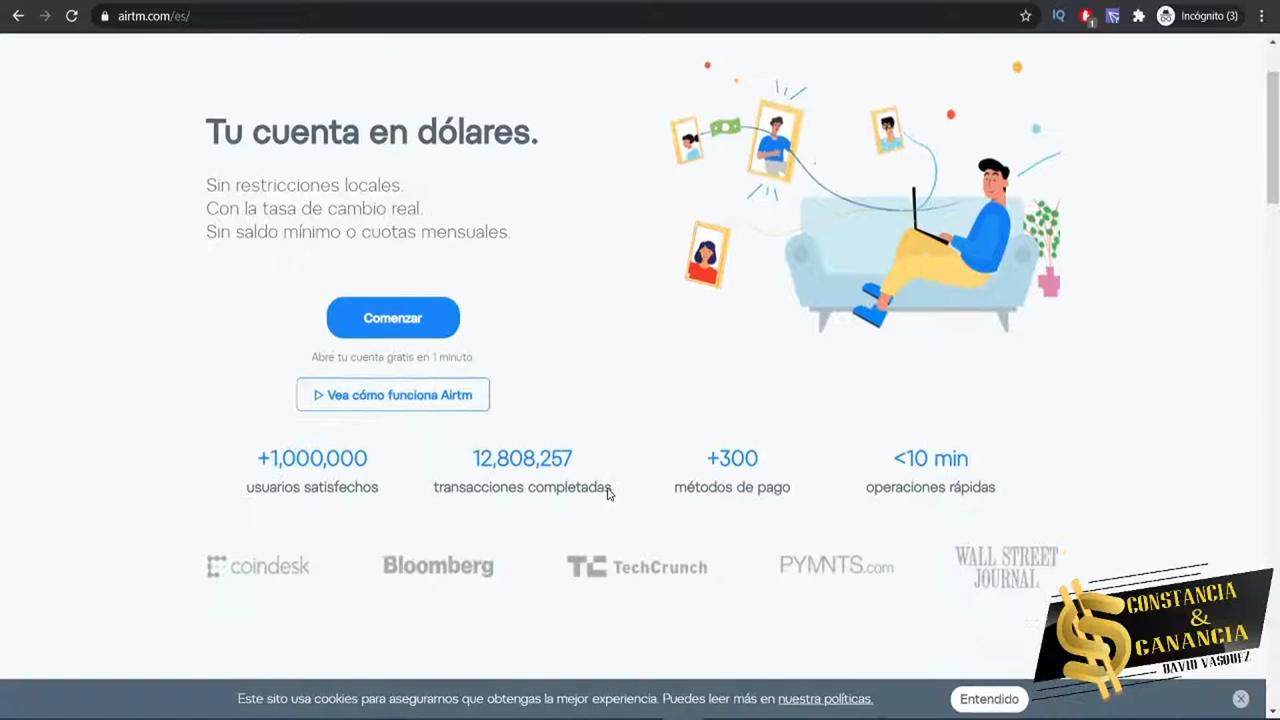 airtm.com/es/
Incógnito (3)
1
Tu cuenta en dólares.
Sin restricciones locales.
Con la tasa de cambio real.
Sin saldo mínimo o cuotas mensuales.
Comenzar
Abre tu cuenta gratis en 1 minuto
Vea cómo funciona Airtm
+1,000,000
usuarios satisfechos
12,808,257
transacciones completadas
+300
métodos de pago
<10 min
operaciones rápidas
coindesk
Bloomberg
TC TechCrunch
PYMNTS.com
WALL STREET
JOURNAL
CONSTANCIA
&
GANANCIA
DAVID VASQUEZ
Este sito usa cookies para asegurarnos que obtengas la mejor experiencia. Puedes leer más en nuestra políticas.
Entendido